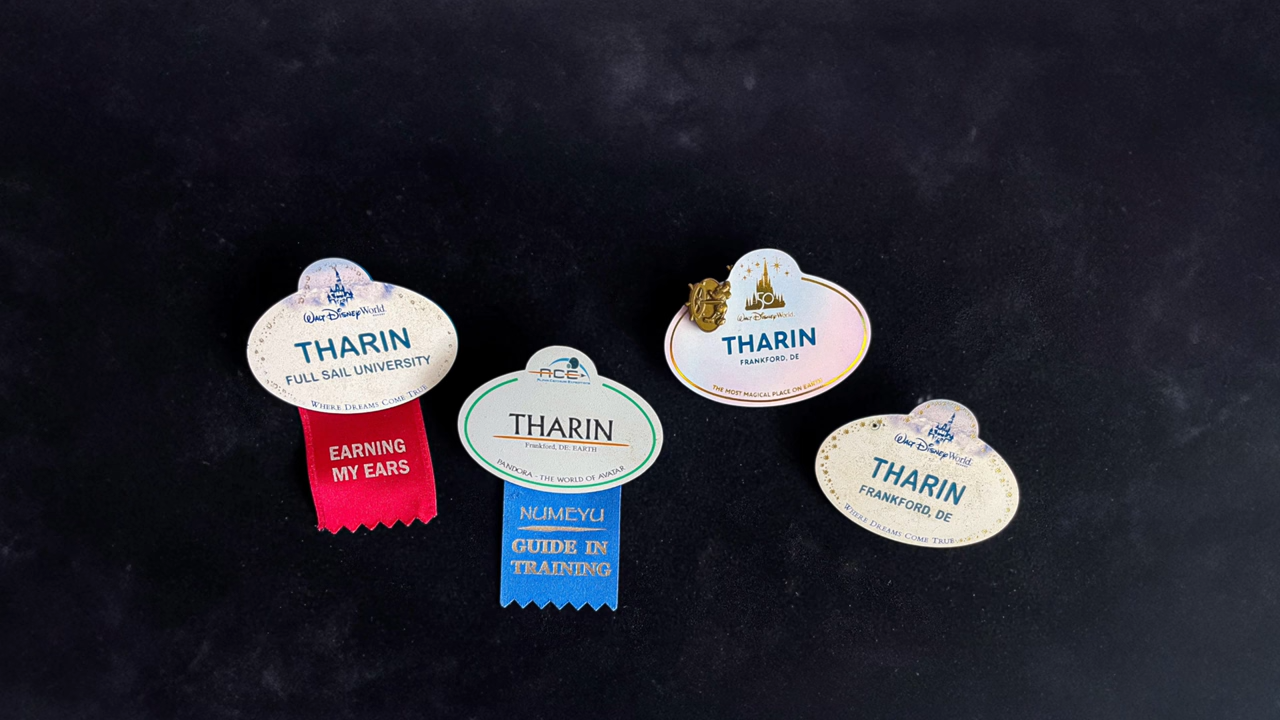 Walt Disney World
THARIN
FULL SAIL UNIVERSITY
WHERE DREAMS COME TRUE
EARNING
MY EARS
ACE
THARIN
Frankford, DE: EARTH
PANDORA - THE WORLD OF AVATAR
NUMEYU
GUIDE IN
TRAINING
50
Walt Disney World
THARIN
FRANKFORD, DE
THE MOST MAGICAL PLACE ON EARTH
Walt Disney World
THARIN
FRANKFORD, DE
WHERE DREAMS COME TRUE